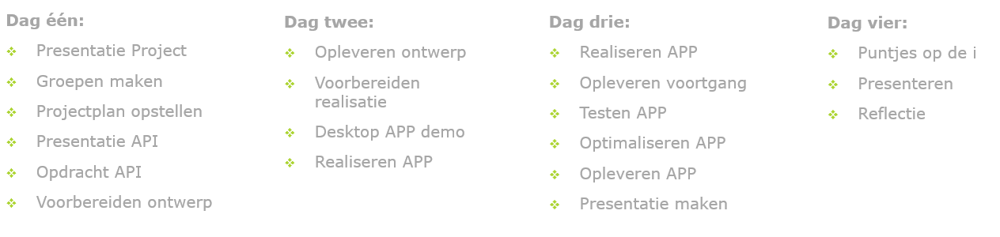 Dag één:
Presentatie Project
Groepen maken
Projectplan opstellen
Presentatie API
Opdracht API
Voorbereiden ontwerp
Dag twee:
Opleveren ontwerp
Voorbereiden
realisatie
Desktop APP demo
Realiseren APP
Dag drie:
Realiseren APP
Opleveren voortgang
Testen APP
Optimaliseren APP
Opleveren APP
Presentatie maken
Dag vier:
Puntjes op de i
Presenteren
Reflectie